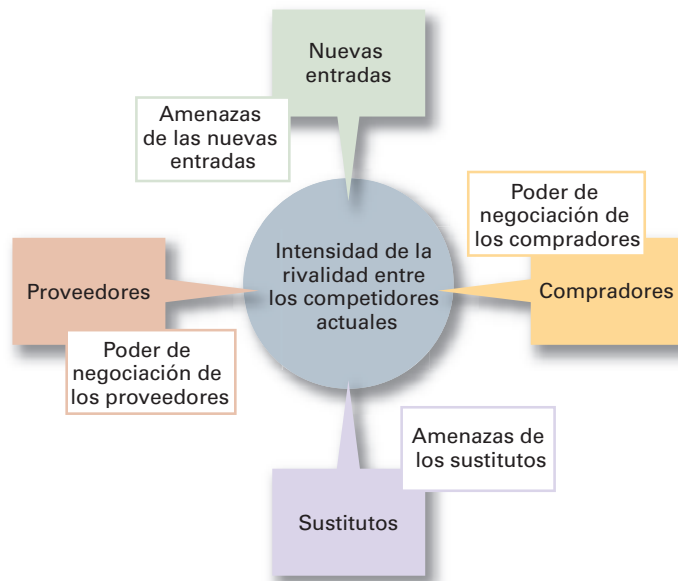 Nuevas
entradas
Amenazas
de las nuevas
entradas
Poder de
negociación de
los compradores
Intensidad de la
rivalidad entre
los competidores
actuales
Proveedores
Compradores
Poder de
negociación de
los proveedores
Amenazas de
los sustitutos
Sustitutos